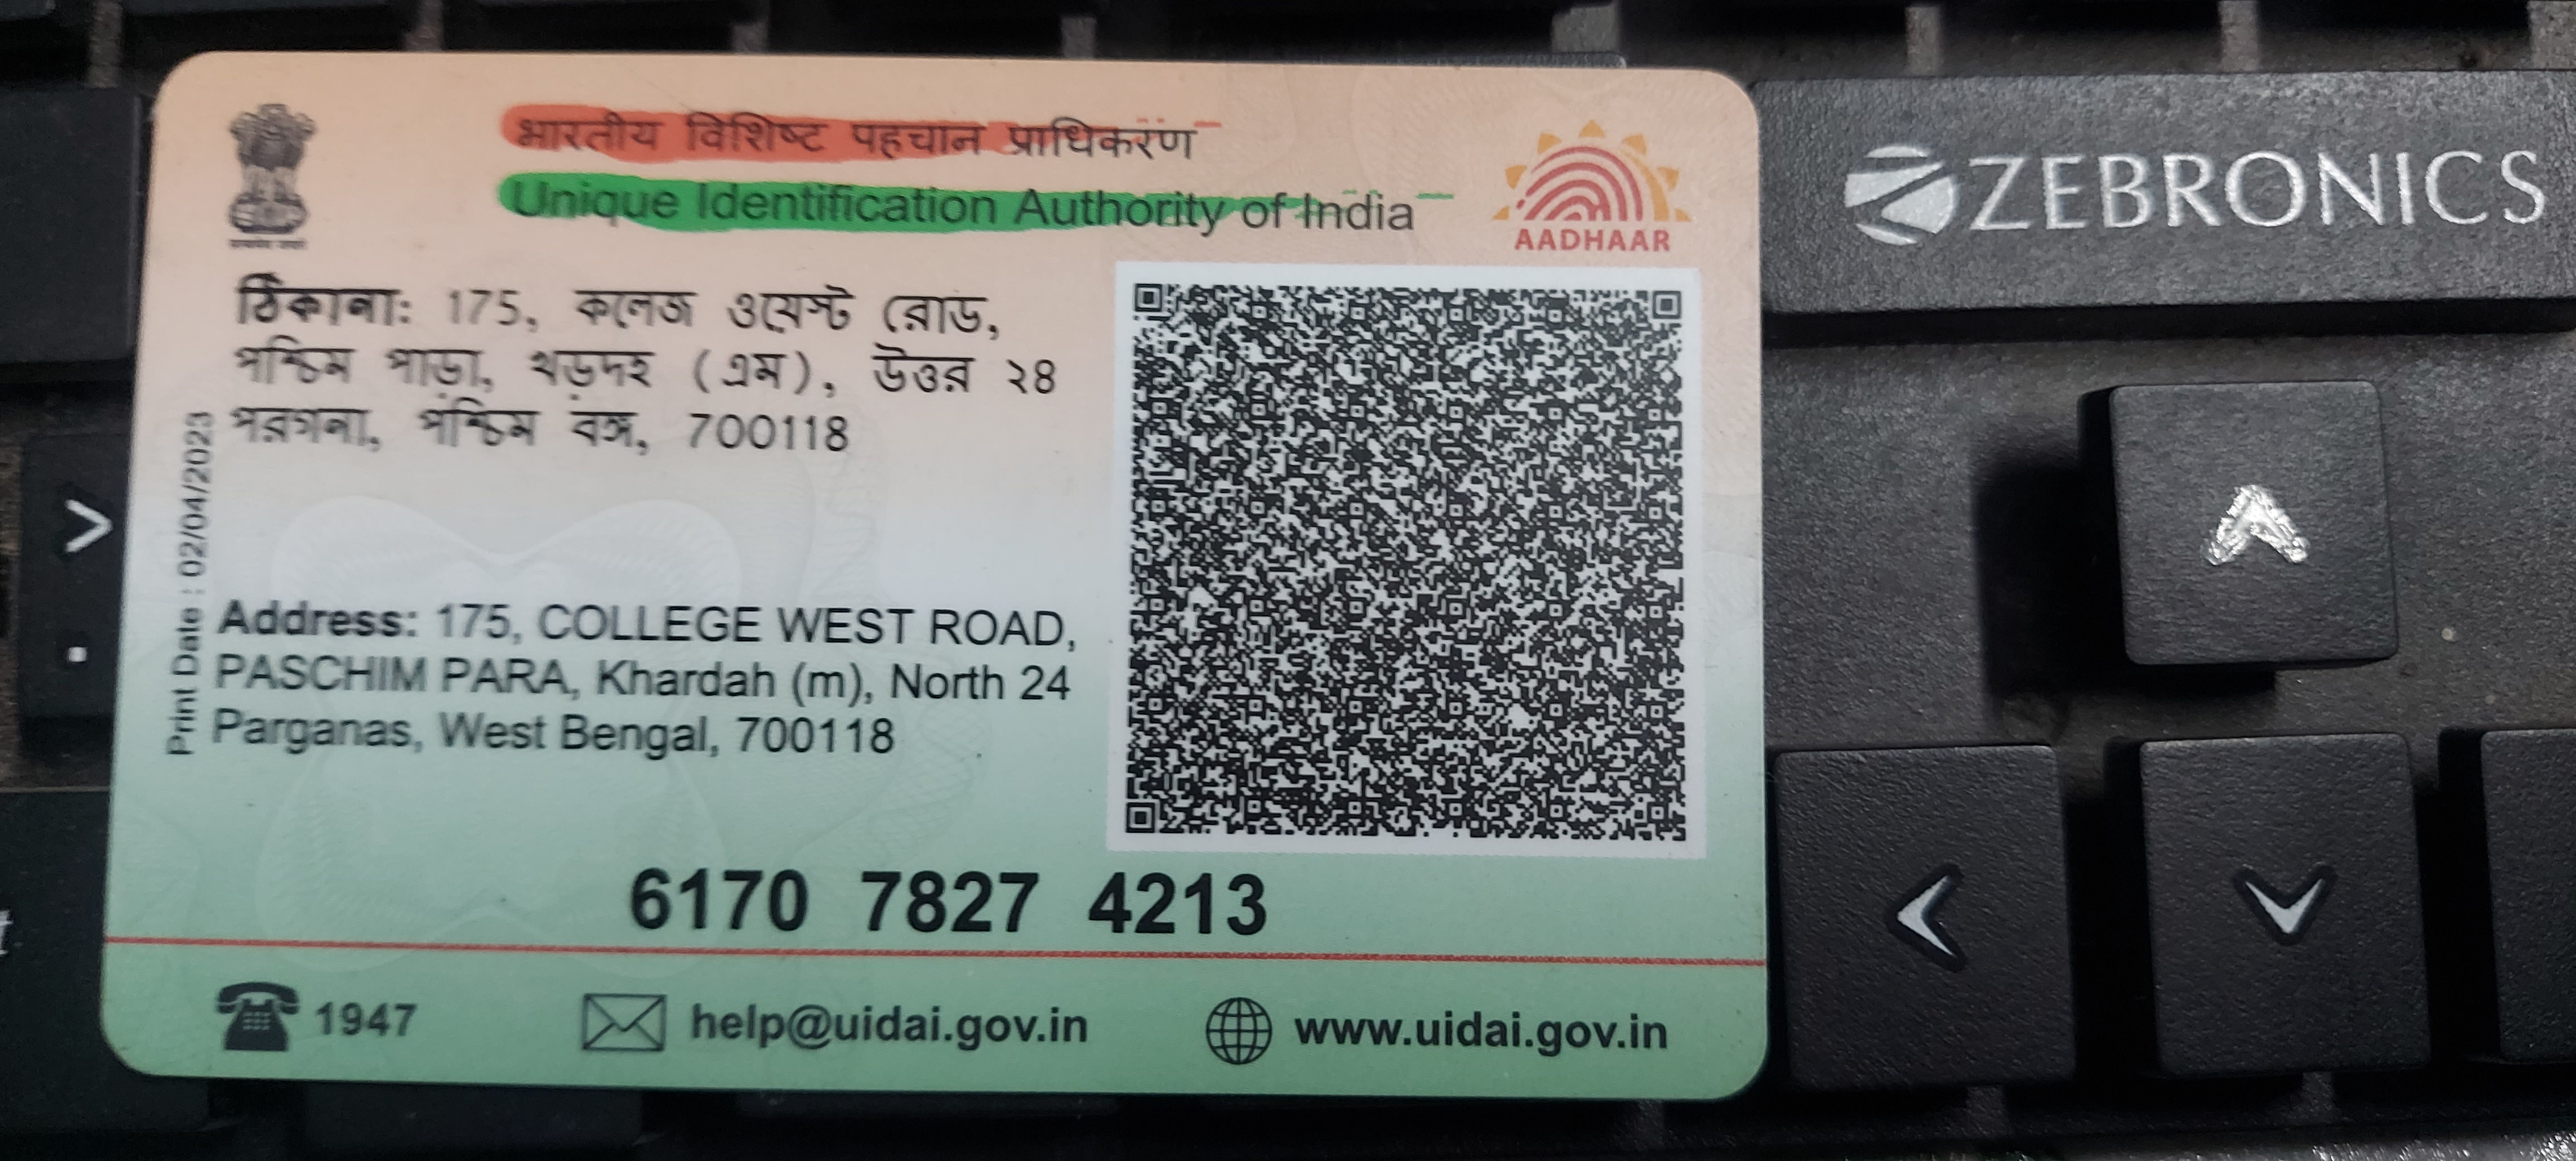 भारतीय विशिष्ट पहचान प्राधिकरण
Unique Identification Authority of India
AADHAAR
ZEBRONICS
ঠিকানা: 175, কলেজ ওয়েস্ট রোড,
পশ্চিম পাড়া, খড়দহ (এম), উত্তর ২৪
পরগনা, পশ্চিম বঙ্গ, 700118
Print Date : 02/04/2023
Address: 175, COLLEGE WEST ROAD,
PASCHIM PARA, Khardah (m), North 24
Parganas, West Bengal, 700118
6170 7827 4213
1947
help@uidai.gov.in
www.uidai.gov.in